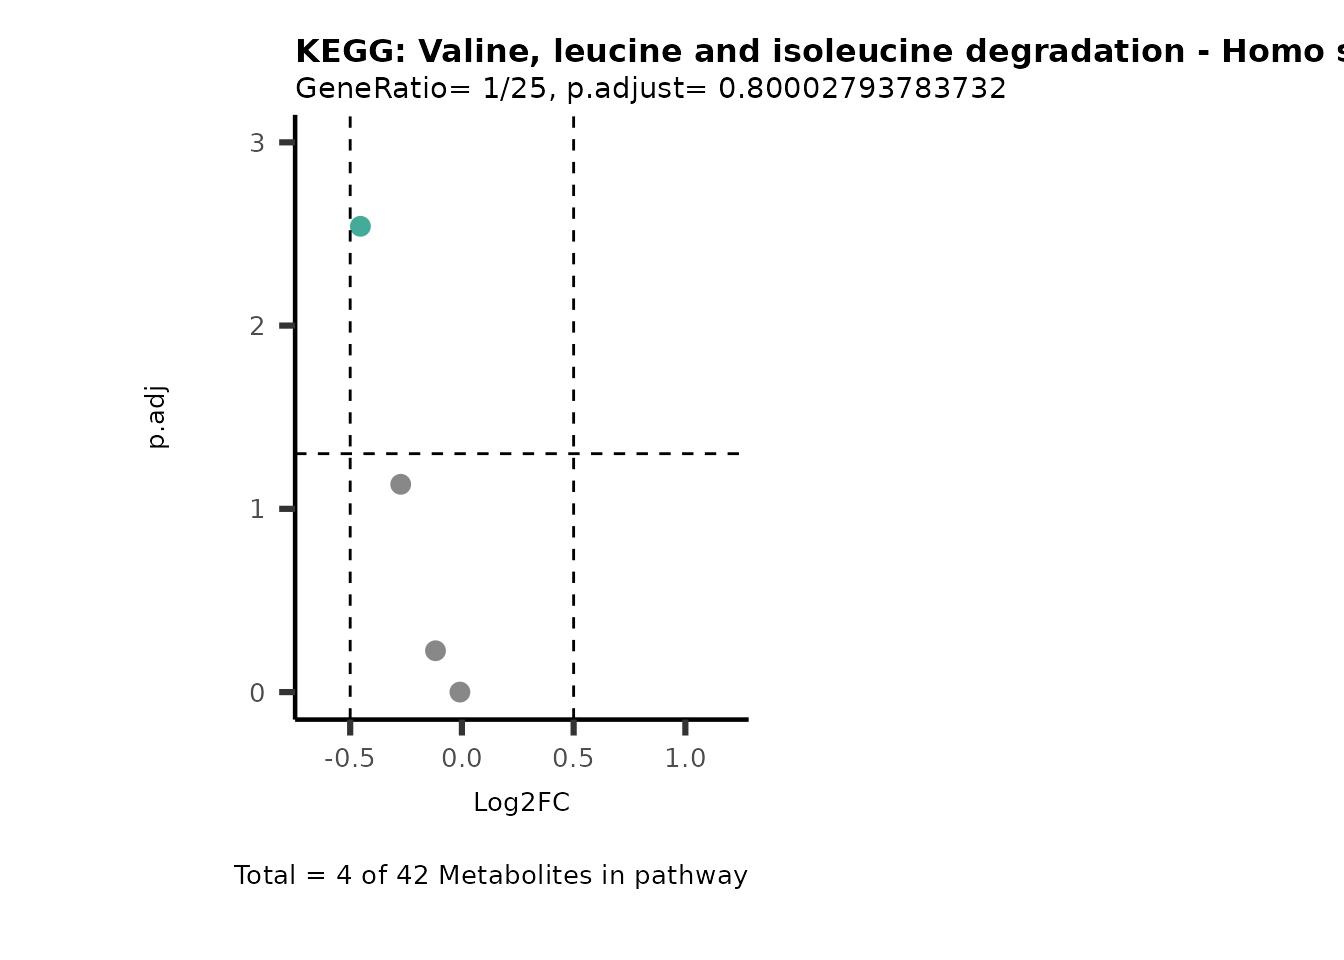 KEGG: Valine, leucine and isoleucine degradation - Homo
GeneRatio= 1/25, p.adjust= 0.80002793783732
3
2
p.adj
1
0
-0.5 0.0 0.5 1.0
Log2FC
Total = 4 of 42 Metabolites in pathway